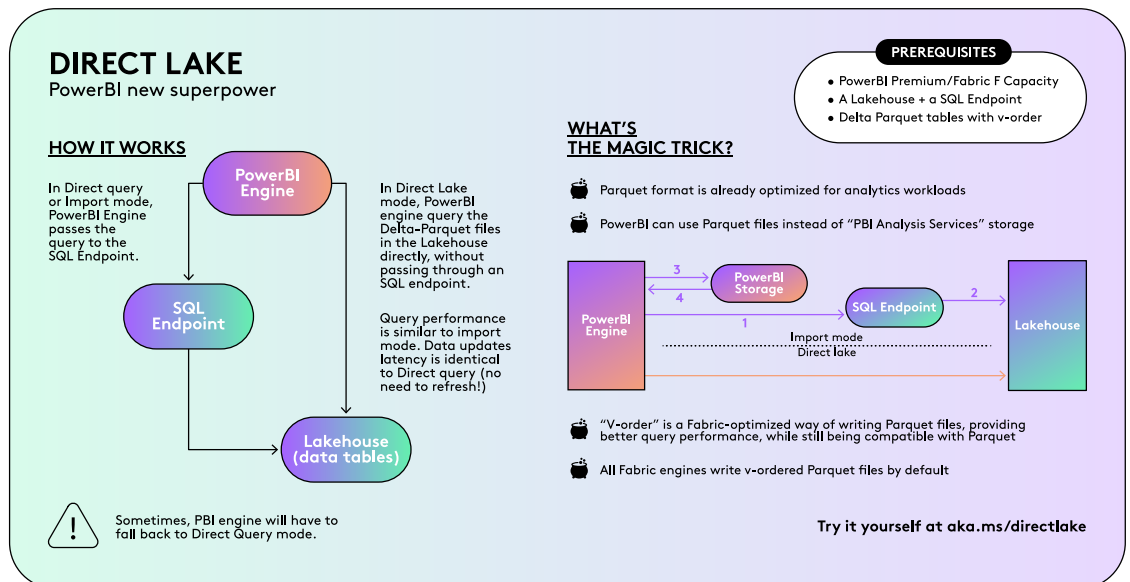 DIRECT LAKE
PowerBI new superpower
PREREQUISITES
• PowerBI Premium/Fabric F Capacity
• A Lakehouse + a SQL Endpoint
• Delta Parquet tables with v-order
HOW IT WORKS
In Direct query
or Import mode,
PowerBI Engine
passes the
query to the
SQL Endpoint.
PowerBI
Engine
In Direct Lake
mode, PowerBI
engine query the
Delta-Parquet files
in the Lakehouse
directly, without
passing through an
SQL endpoint.
Query performance
is similar to import
mode. Data updates
latency is identical
to Direct query (no
need to refresh!)
SQL
Endpoint
Lakehouse
(data tables)
!
Sometimes, PBI engine will have to
fall back to Direct Query mode.
WHAT'S
THE MAGIC TRICK?
Parquet format is already optimized for analytics workloads
PowerBI can use Parquet files instead of “PBI Analysis Services” storage
PowerBI
Engine
3
4
PowerBI
Storage
1
SQL Endpoint
2
Lakehouse
Import mode
Direct lake
“V-order” is a Fabric-optimized way of writing Parquet files, providing
better query performance, while still being compatible with Parquet
All Fabric engines write v-ordered Parquet files by default
Try it yourself at aka.ms/directlake